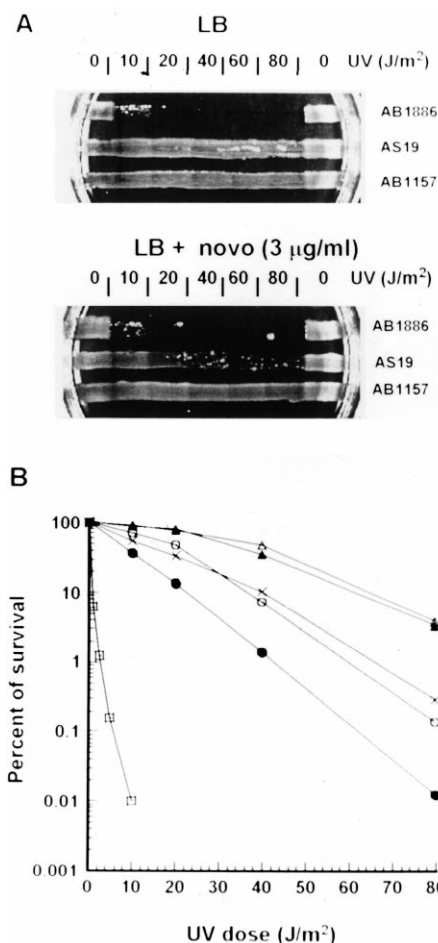 A
LB
0 | 10 | 20 | 40 | 60 | 80 | 0 UV (J/m²)
AB1886
AS19
AB1157
LB + novo (3 µg/ml)
0 | 10 | 20 | 40 | 60 | 80 | 0 UV (J/m²)
AB1886
AS19
AB1157
B
100
10
1
0.1
0.01
0.001
Percent of survival
0 10 20 30 40 50 60 70 80
UV dose (J/m²)